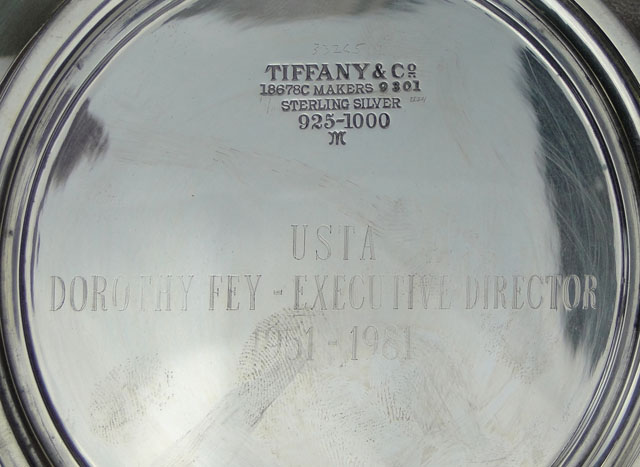 TIFFANY & Co
18678C MAKERS 9301
STERLING SILVER
925-1000
M
USTA
DOROTHY FEY - EXECUTIVE DIRECTOR
1951 - 1981